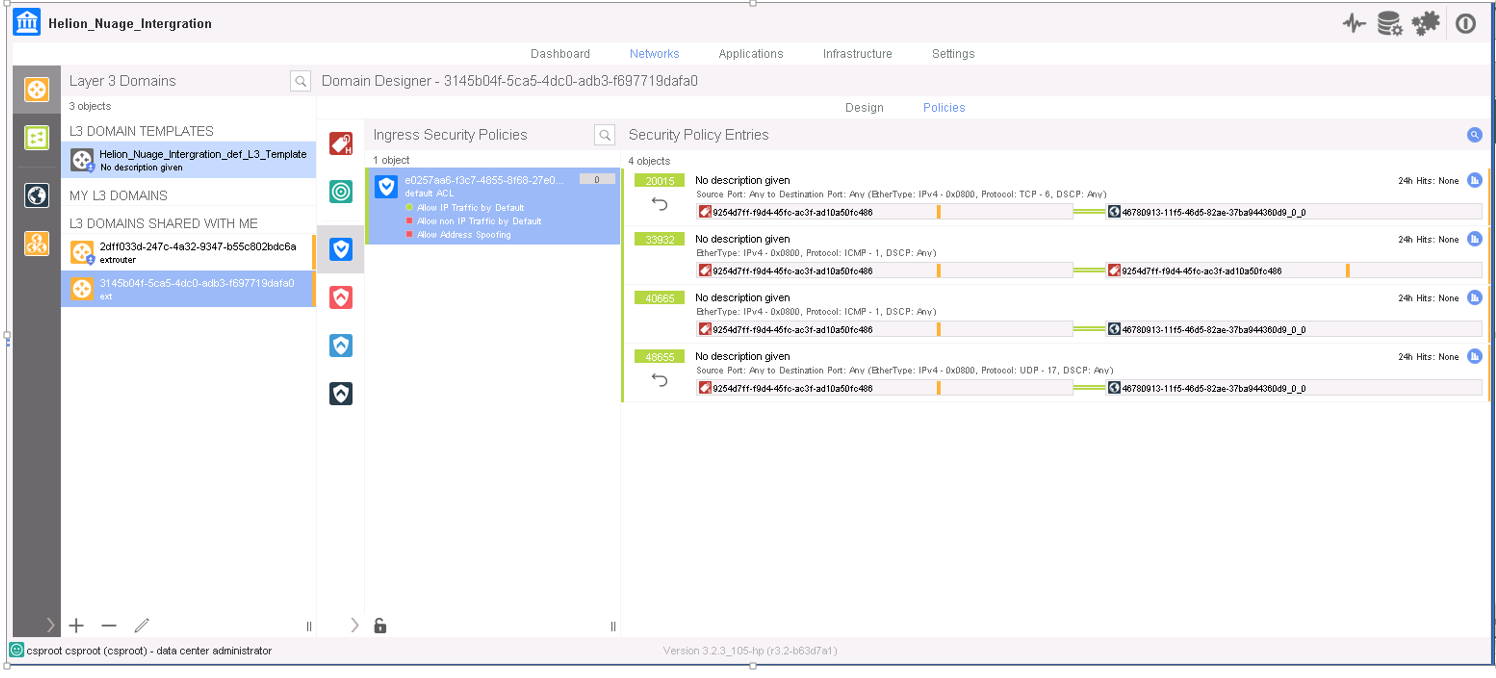 Helion_Nuage_Intergration
Dashboard Networks Applications Infrastructure Settings
Layer 3 Domains
3 objects
L3 DOMAIN TEMPLATES
Helion_Nuage_Intergration_def_L3_Template
No description given
MY L3 DOMAINS
L3 DOMAINS SHARED WITH ME
2dff033d-247c-4a32-9347-b55c802bdc6a
extrouter
3145b04f-5ca5-4dc0-adb3-f697719dafa0
ext
Domain Designer - 3145b04f-5ca5-4dc0-adb3-f697719dafa0
Design Policies
H
Ingress Security Policies
1 object
e0257aa6-f3c7-4855-8f68-27e0... 0
default ACL
Allow IP Traffic by Default
Allow non IP Traffic by Default
Allow Address Spoofing
Security Policy Entries
4 objects
20015 No description given 24h Hits: None
Source Port: Any to Destination Port: Any (EtherType: IPv4 - 0x0800, Protocol: TCP - 6, DSCP: Any)
9254d7ff-f9d4-45fc-ac3f-ad10a50fc486 46780913-11f5-46d5-82ae-37ba944360d9_0_0
33932 No description given 24h Hits: None
EtherType: IPv4 - 0x0800, Protocol: ICMP - 1, DSCP: Any)
9254d7ff-f9d4-45fc-ac3f-ad10a50fc486 9254d7ff-f9d4-45fc-ac3f-ad10a50fc486
40665 No description given 24h Hits: None
EtherType: IPv4 - 0x0800, Protocol: ICMP - 1, DSCP: Any)
9254d7ff-f9d4-45fc-ac3f-ad10a50fc486 46780913-11f5-46d5-82ae-37ba944360d9_0_0
48655 No description given 24h Hits: None
Source Port: Any to Destination Port: Any (EtherType: IPv4 - 0x0800, Protocol: UDP - 17, DSCP: Any)
9254d7ff-f9d4-45fc-ac3f-ad10a50fc486 46780913-11f5-46d5-82ae-37ba944360d9_0_0
csproot csproot (csproot) - data center administrator
Version 3.2.3_105-hp (r3.2-b63d7a1)